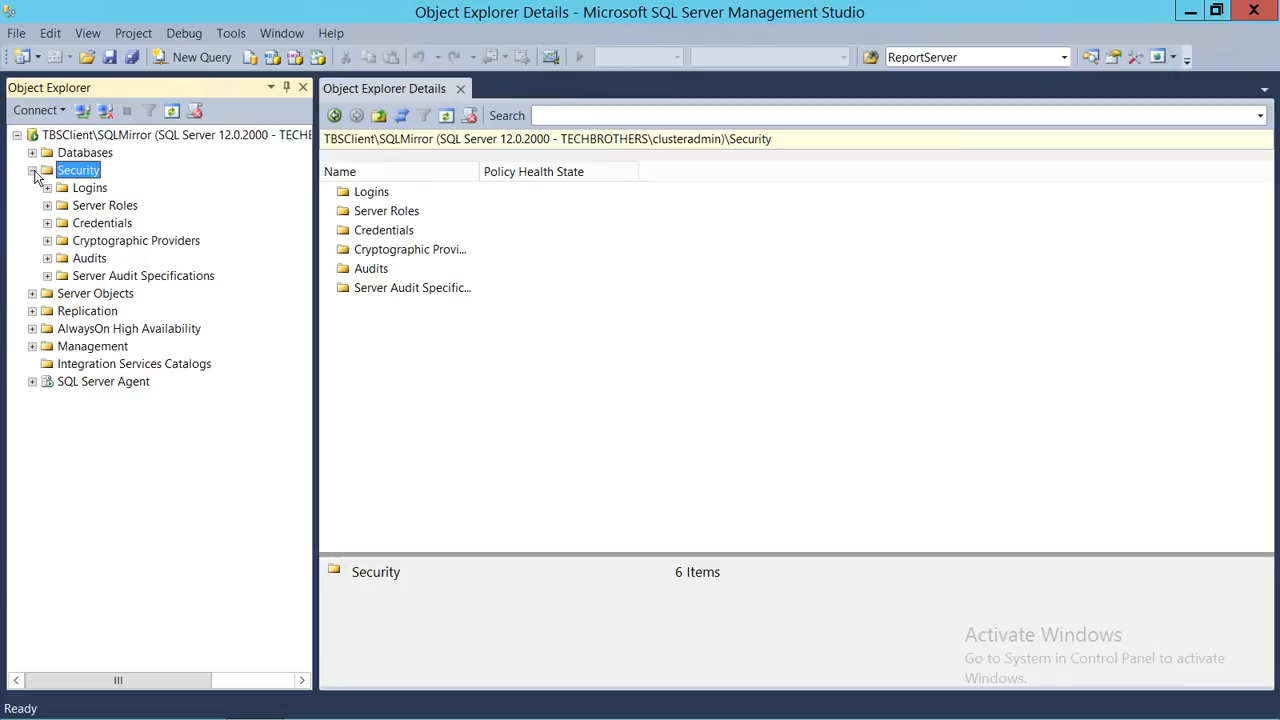 Object Explorer Details - Microsoft SQL Server Management Studio
File Edit View Project Debug Tools Window Help
New Query ReportServer
Object Explorer
Connect
TBSClient\SQLMirror (SQL Server 12.0.2000 - TECH
Databases
Security
Logins
Server Roles
Credentials
Cryptographic Providers
Audits
Server Audit Specifications
Server Objects
Replication
AlwaysOn High Availability
Management
Integration Services Catalogs
SQL Server Agent
Object Explorer Details
Search
TBSClient\SQLMirror (SQL Server 12.0.2000 - TECHBROTHERS\clusteradmin)\Security
Name Policy Health State
Logins
Server Roles
Credentials
Cryptographic Provi...
Audits
Server Audit Specific...
Security 6 Items
Activate Windows
Go to System in Control Panel to activate
Windows.
Ready